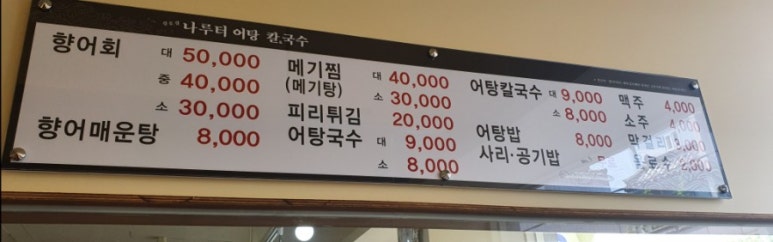 나루터 어탕 칼국수
향어회 대 50,000
중 40,000
소 30,000
향어매운탕 8,000
메기찜 대 40,000
(메기탕) 소 30,000
피리튀김 20,000
어탕국수 대 9,000
소 8,000
어탕칼국수 대 9,000
소 8,000
어탕밥 8,000
사리·공기밥
맥주 4,000
소주 4,000
막걸리